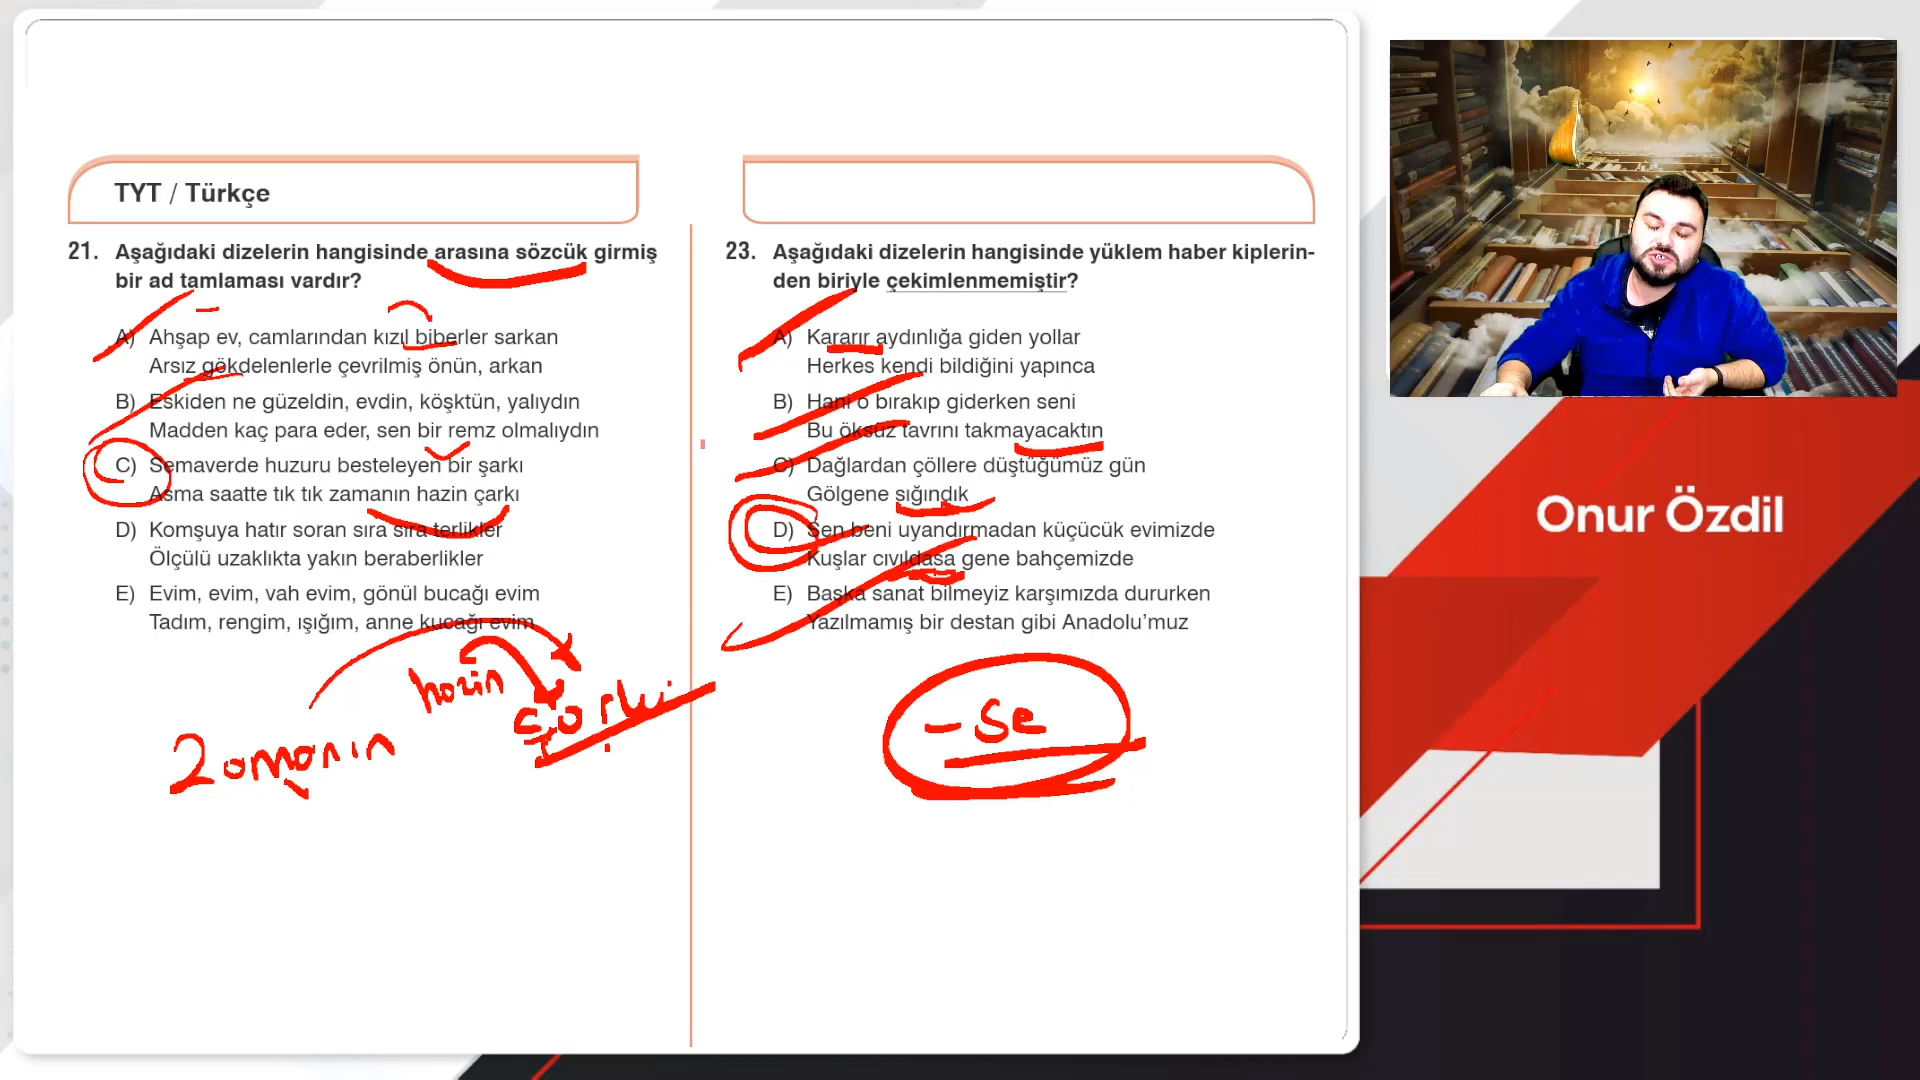 TYT / Türkçe
21. Aşağıdaki dizelerin hangisinde arasına sözcük girmiş
bir ad tamlaması vardır?
A) Ahşap ev, camlarından kızıl biberler sarkan
Arsız gökdelenlerle çevrilmiş önün, arkan
B) Eskiden ne güzeldin, evdin, köşktün, yalıydın
Madden kaç para eder, sen bir remz olmalıydın
C) Semaverde huzuru besteleyen bir şarkı
Asma saatte tık tık zamanın hazin çarkı
D) Komşuya hatır soran sıra sıra terlikler
Ölçülü uzaklıkta yakın beraberlikler
E) Evim, evim, vah evim, gönül bucağı evim
Tadım, rengim, ışığım, anne kucağı evim
zamanın hazin çarkı
23. Aşağıdaki dizelerin hangisinde yüklem haber kiplerin-
den biriyle çekimlenmemiştir?
A) Kararır aydınlığa giden yollar
Herkes kendi bildiğini yapınca
B) Hani o bırakıp giderken seni
Bu öksüz tavrını takmayacaktın
C) Dağlardan çöllere düştüğümüz gün
Gölgene sığındık
D) Sen beni uyandırmadan küçücük evimizde
Kuşlar cıvıldasa gene bahçemizde
E) Başka sanat bilmeyiz karşımızda dururken
Yazılmamış bir destan gibi Anadolu'muz
-se
Onur Özdil